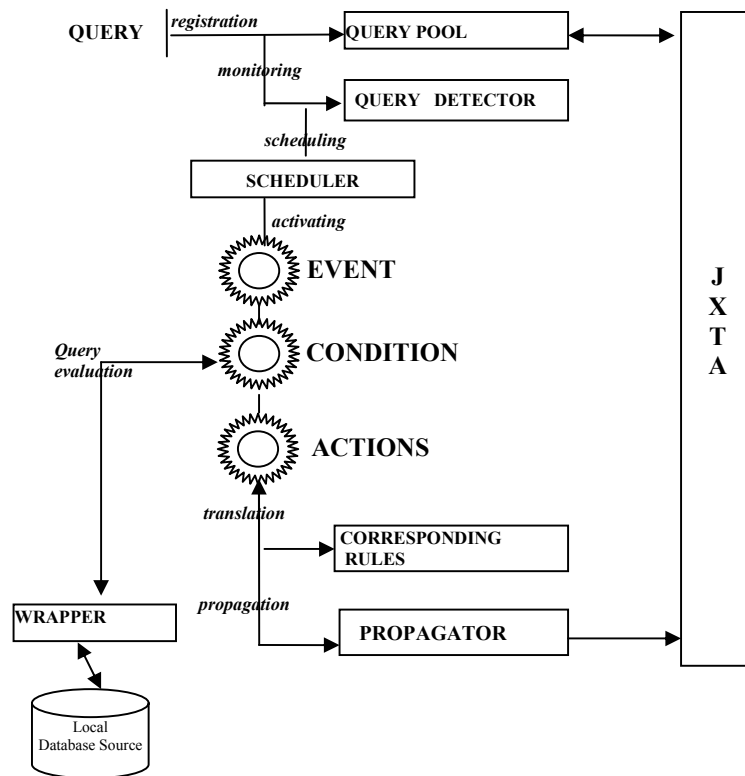 registration
QUERY
QUERY POOL
monitoring
QUERY DETECTOR
scheduling
SCHEDULER
activating
EVENT
J
X
T
A
Query
evaluation
CONDITION
ACTIONS
translation
CORRESPONDING
RULES
propagation
WRAPPER
PROPAGATOR
Local
Database Source